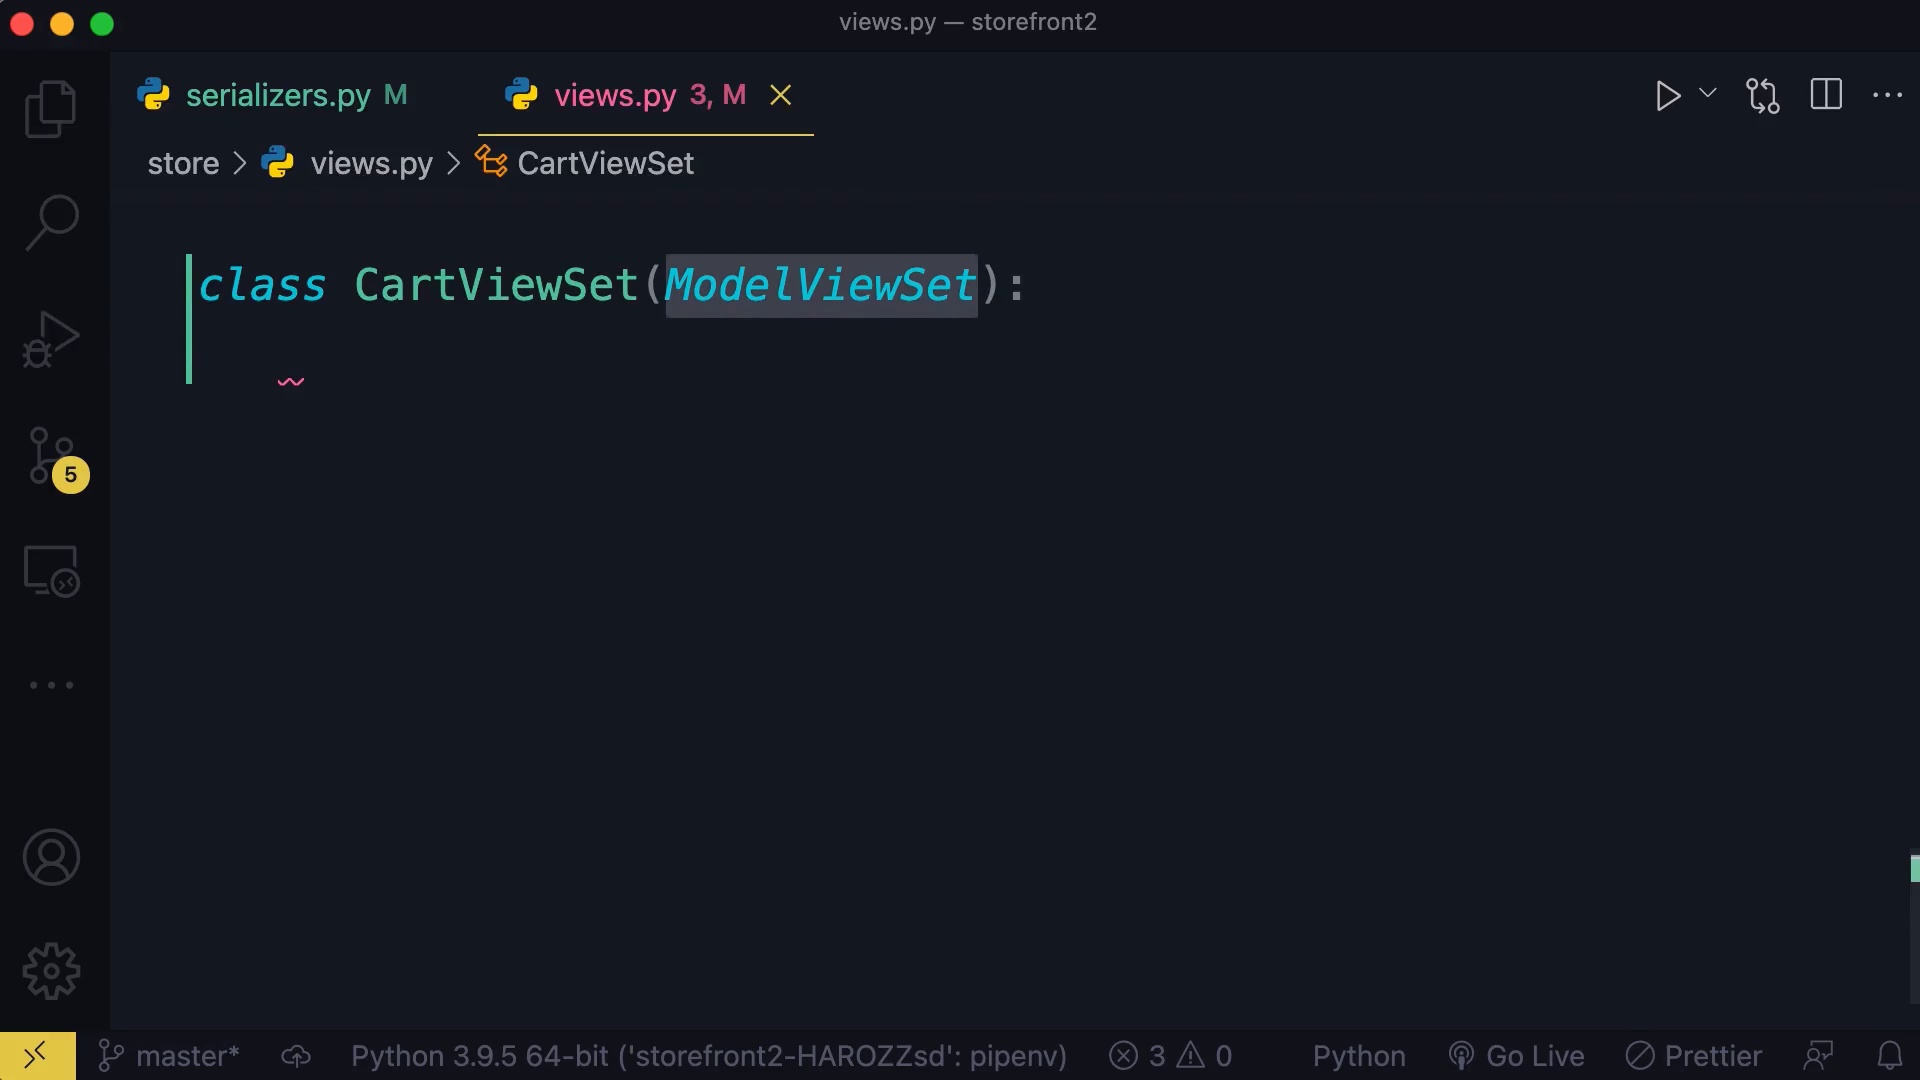 views.py — storefront2
serializers.py M
views.py 3, M
store > views.py > CartViewSet
class CartViewSet(ModelViewSet):
5
master*
Python 3.9.5 64-bit ('storefront2-HAROZZsd': pipenv)
3
0
Python
Go Live
Prettier